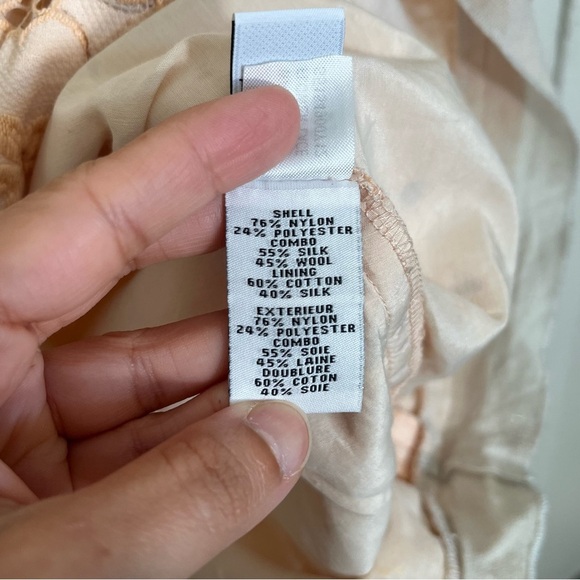 SHELL
76% NYLON
24% POLYESTER
COMBO
55% SILK
45% WOOL
LINING
60% COTTON
40% SILK
EXTERIEUR
76% NYLON
24% POLYESTER
COMBO
55% SOIE
45% LAINE
DOUBLURE
60% COTON
40% SOIE